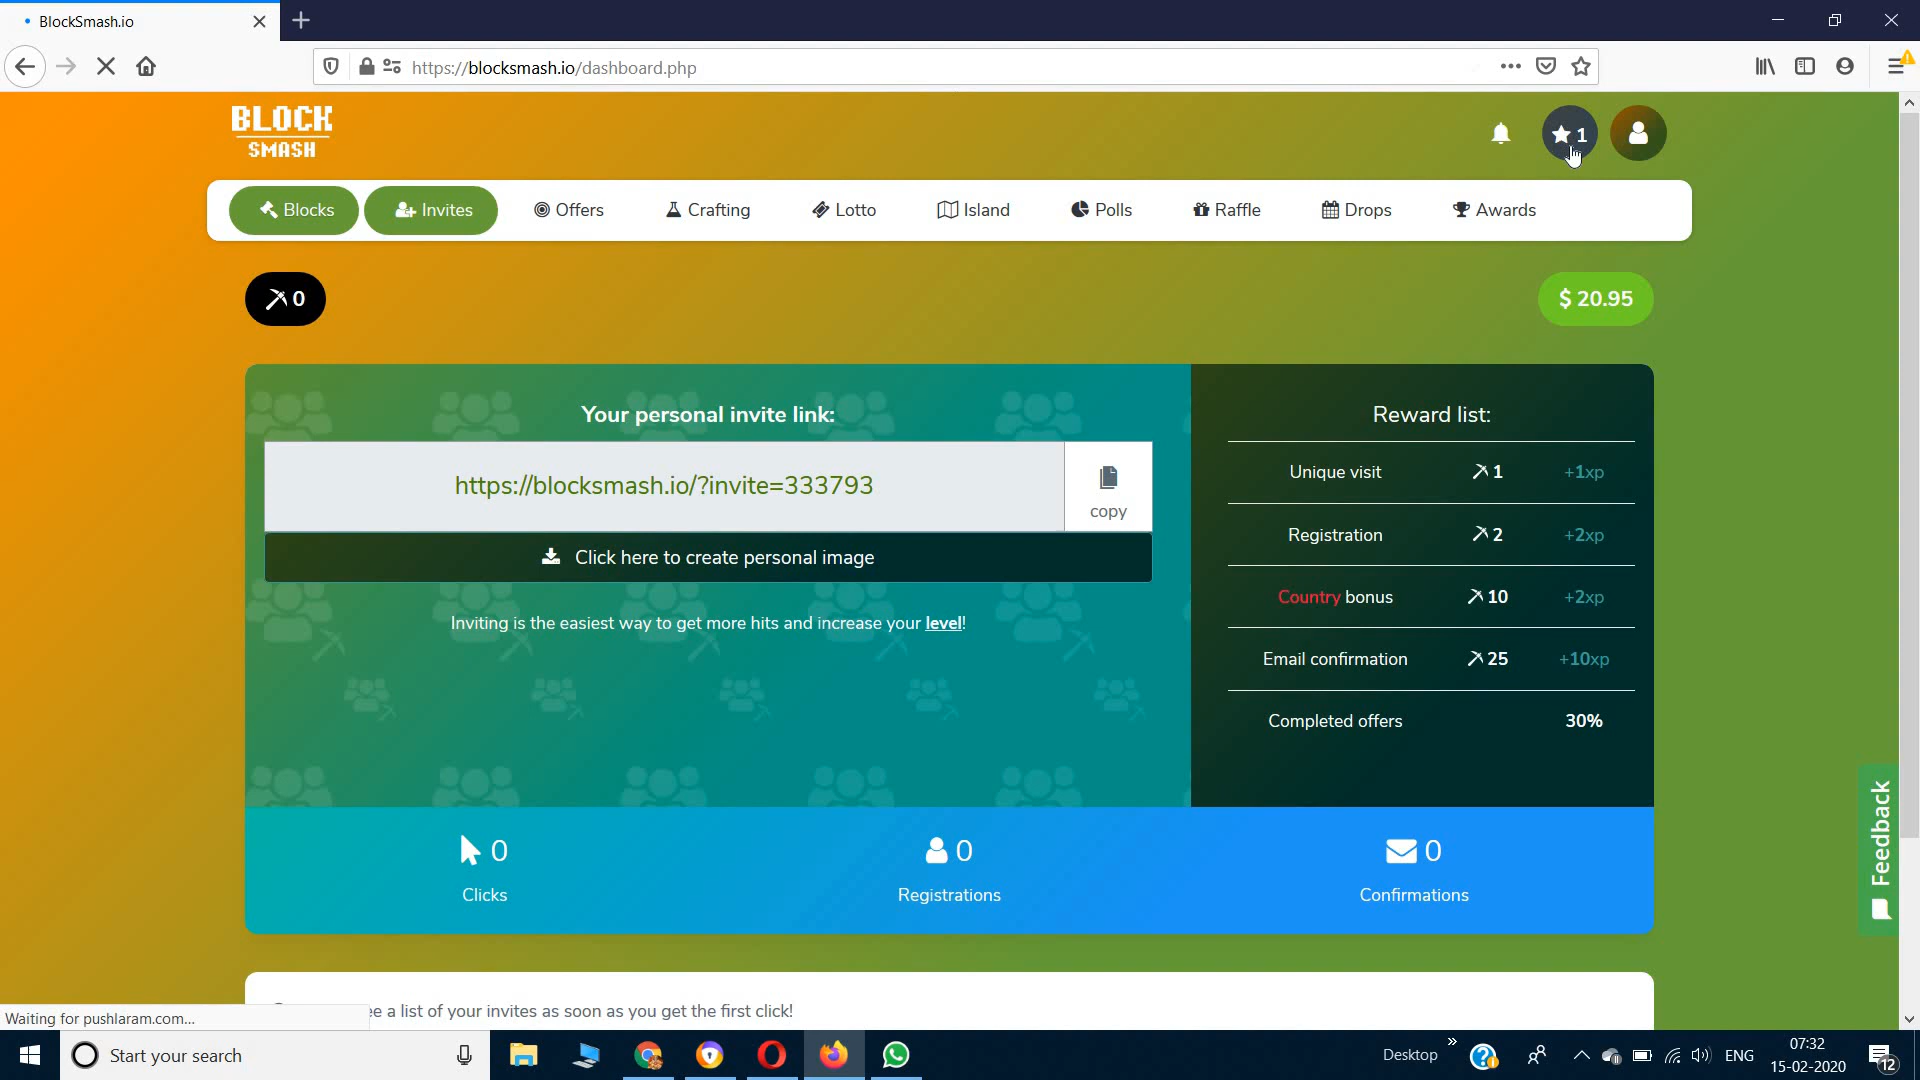 BlockSmash.io
https://blocksmash.io/dashboard.php
BLOCK
SMASH
1
Blocks Invites Offers Crafting Lotto Island Polls Raffle Drops Awards
0
$ 20.95
Your personal invite link:
https://blocksmash.io/?invite=333793
copy
Click here to create personal image
Inviting is the easiest way to get more hits and increase your level!
Reward list:
Unique visit 1 +1xp
Registration 2 +2xp
Country bonus 10 +2xp
Email confirmation 25 +10xp
Completed offers 30%
0
Clicks
0
Registrations
0
Confirmations
Feedback
a list of your invites as soon as you get the first click!
Waiting for pushlaram.com...
Start your search
Desktop
ENG
07:32
15-02-2020
12